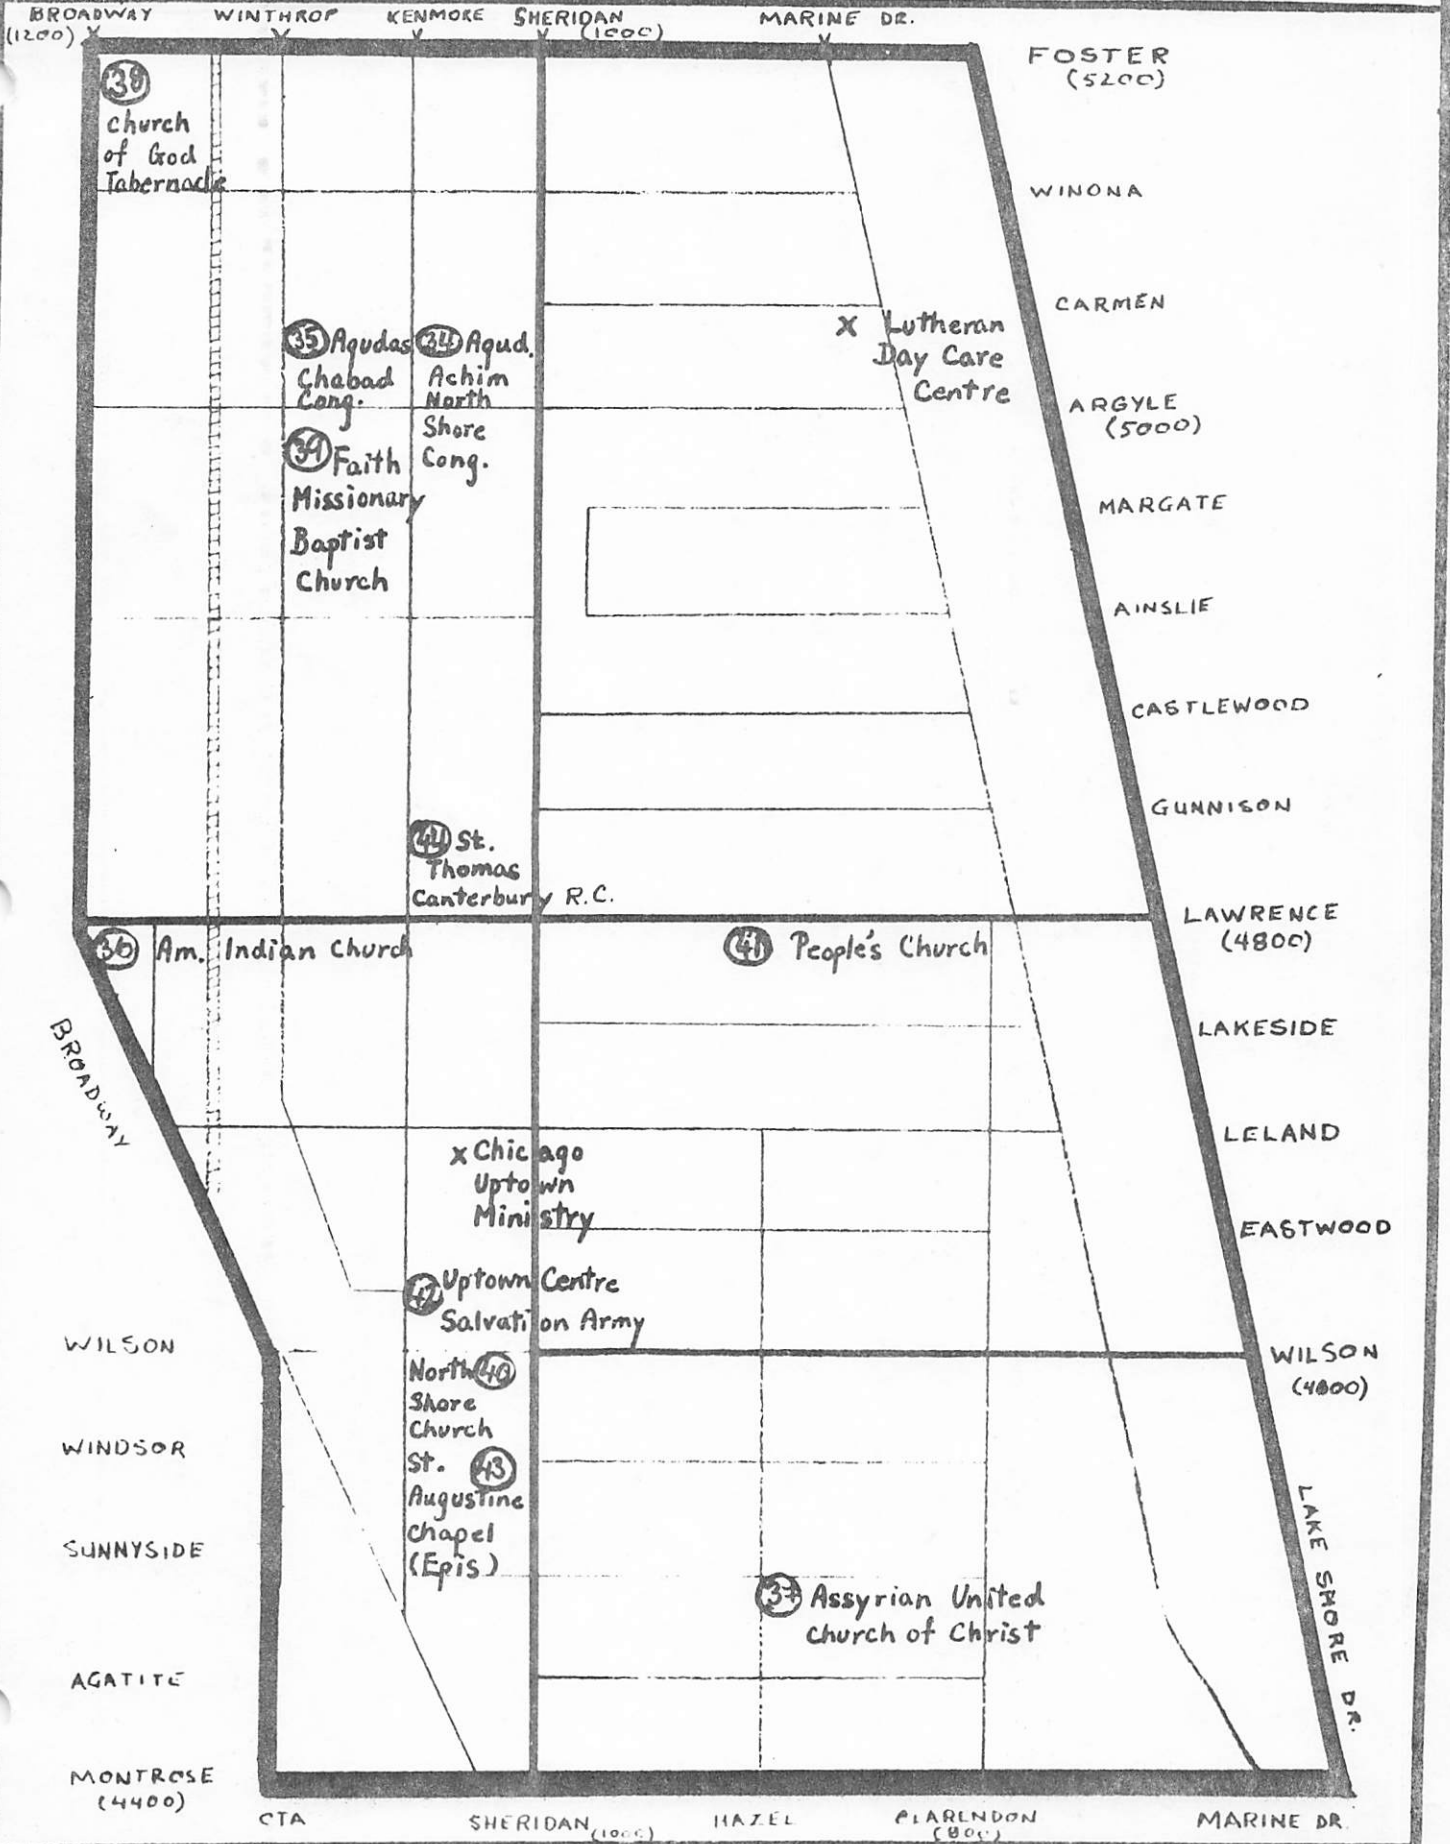 BROADWAY WINTHROP KENMORE SHERIDAN MARINE DR.
(1200) (1000)
FOSTER
(5200)
38
Church
of God
Tabernacle
WINONA
CARMEN
X Lutheran
Day Care
Centre
35 Agudas
Chabad
Cong.
34 Agud.
Achim
North
Shore
Cong.
ARGYLE
(5000)
39 Faith
Missionary
Baptist
Church
MARGATE
AINSLIE
CASTLEWOOD
GUNNISON
44 St.
Thomas
Canterbury R.C.
LAWRENCE
(4800)
36 Am. Indian Church
41 People's Church
BROADWAY
LAKESIDE
LELAND
X Chicago
Uptown
Ministry
EASTWOOD
42 Uptown Centre
Salvation Army
WILSON
WILSON
(4600)
North 40
Shore
Church
WINDSOR
St. 43
Augustine
Chapel
(Epis)
SUNNYSIDE
LAKE SHORE DR.
37 Assyrian United
Church of Christ
AGATITE
MONTROSE
(4400)
CTA SHERIDAN (1000) HAZEL CLARENDON MARINE DR.
(800)